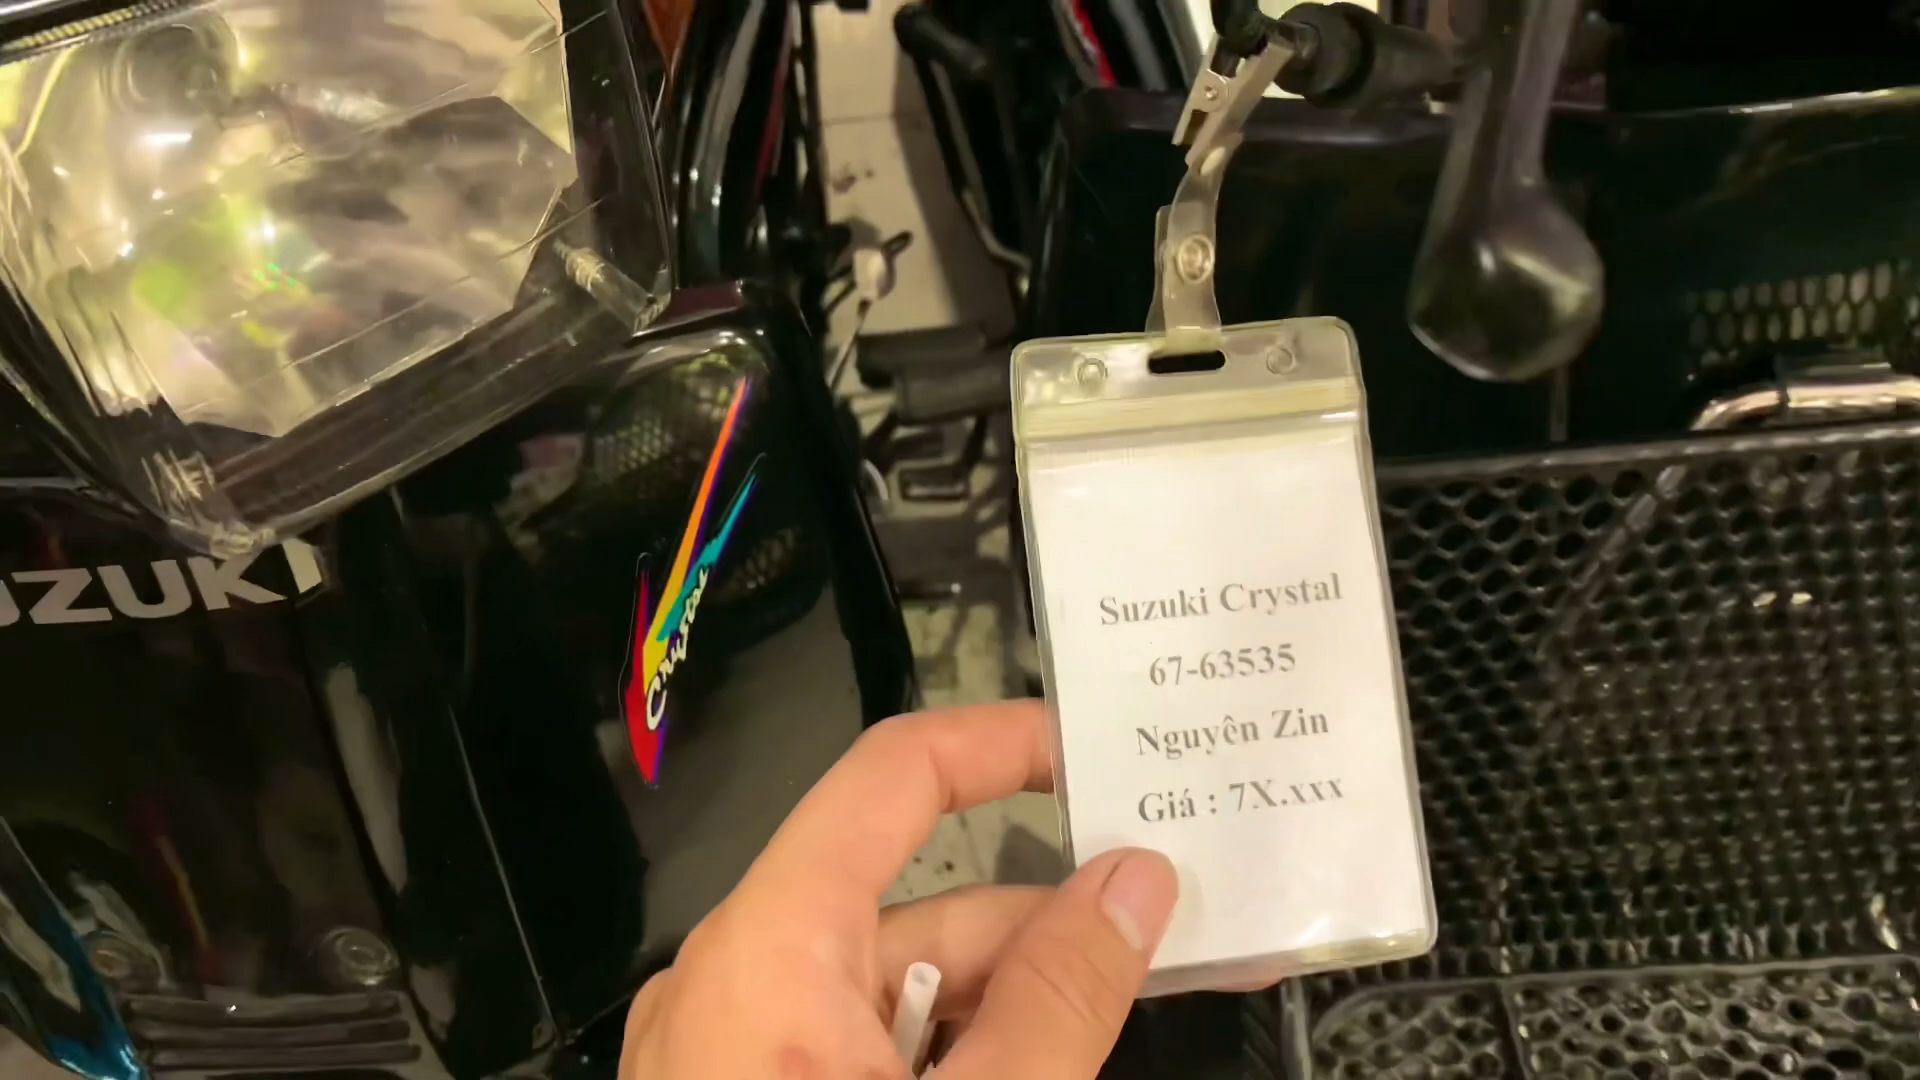 SUZUKI
Crystal
Suzuki Crystal
67-63535
Nguyên Zin
Giá : 7X.xxx